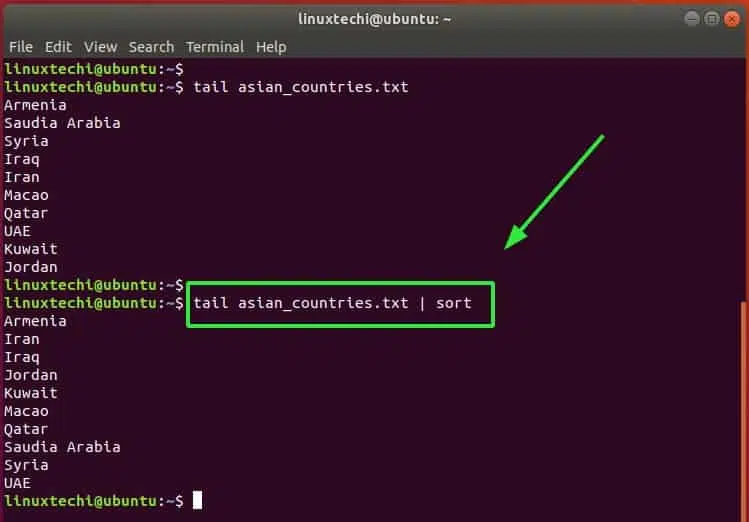 linuxtechi@ubuntu: ~
File Edit View Search Terminal Help
linuxtechi@ubuntu:~$
linuxtechi@ubuntu:~$ tail asian_countries.txt
Armenia
Saudia Arabia
Syria
Iraq
Iran
Macao
Qatar
UAE
Kuwait
Jordan
linuxtechi@ubuntu:~$
linuxtechi@ubuntu:~$ tail asian_countries.txt | sort
Armenia
Iran
Iraq
Jordan
Kuwait
Macao
Qatar
Saudia Arabia
Syria
UAE
linuxtechi@ubuntu:~$